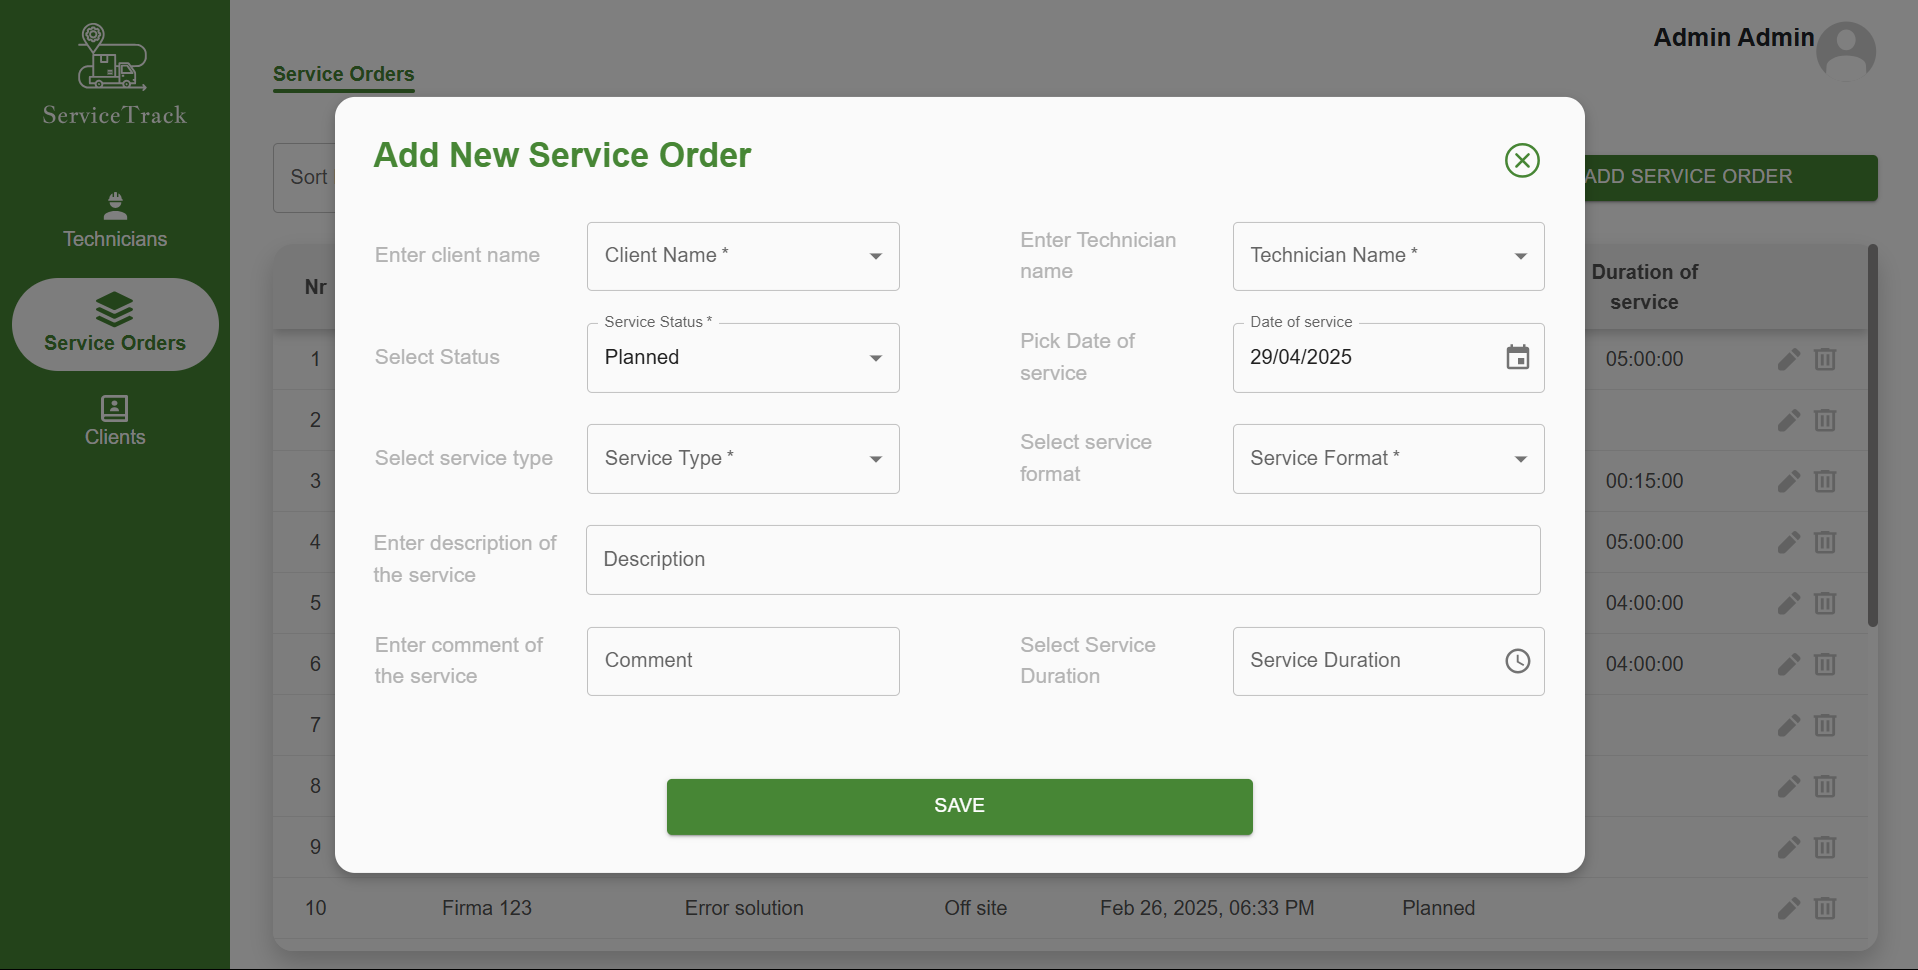 ServiceTrack
Technicians
Service Orders
Clients
Admin Admin
Service Orders
Sort
ADD SERVICE ORDER
Add New Service Order
Enter client name
Client Name *
Enter Technician
name
Technician Name *
Select Status
Service Status *
Planned
Pick Date of
service
Date of service
29/04/2025
Select service type
Service Type *
Select service
format
Service Format *
Enter description of
the service
Description
Enter comment of
the service
Comment
Select Service
Duration
Service Duration
SAVE
Nr
Duration of
service
1 05:00:00
2
3 00:15:00
4 05:00:00
5 04:00:00
6 04:00:00
7
8
9
10 Firma 123 Error solution Off site Feb 26, 2025, 06:33 PM Planned